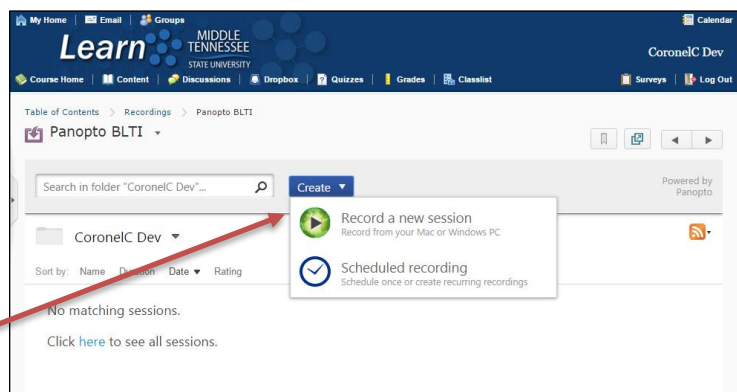 My Home | Email | Groups Calendar
Learn MIDDLE
TENNESSEE
STATE UNIVERSITY
CoronelC Dev
Course Home | Content | Discussions | Dropbox | Quizzes | Grades | Classlist Surveys | Log Out
Table of Contents > Recordings > Panopto BLTI
Panopto BLTI
Search in folder "CoronelC Dev"... Create Powered by
Panopto
Record a new session
Record from your Mac or Windows PC
CoronelC Dev
Scheduled recording
Schedule once or create recurring recordings
Sort by: Name Duration Date Rating
No matching sessions.
Click here to see all sessions.